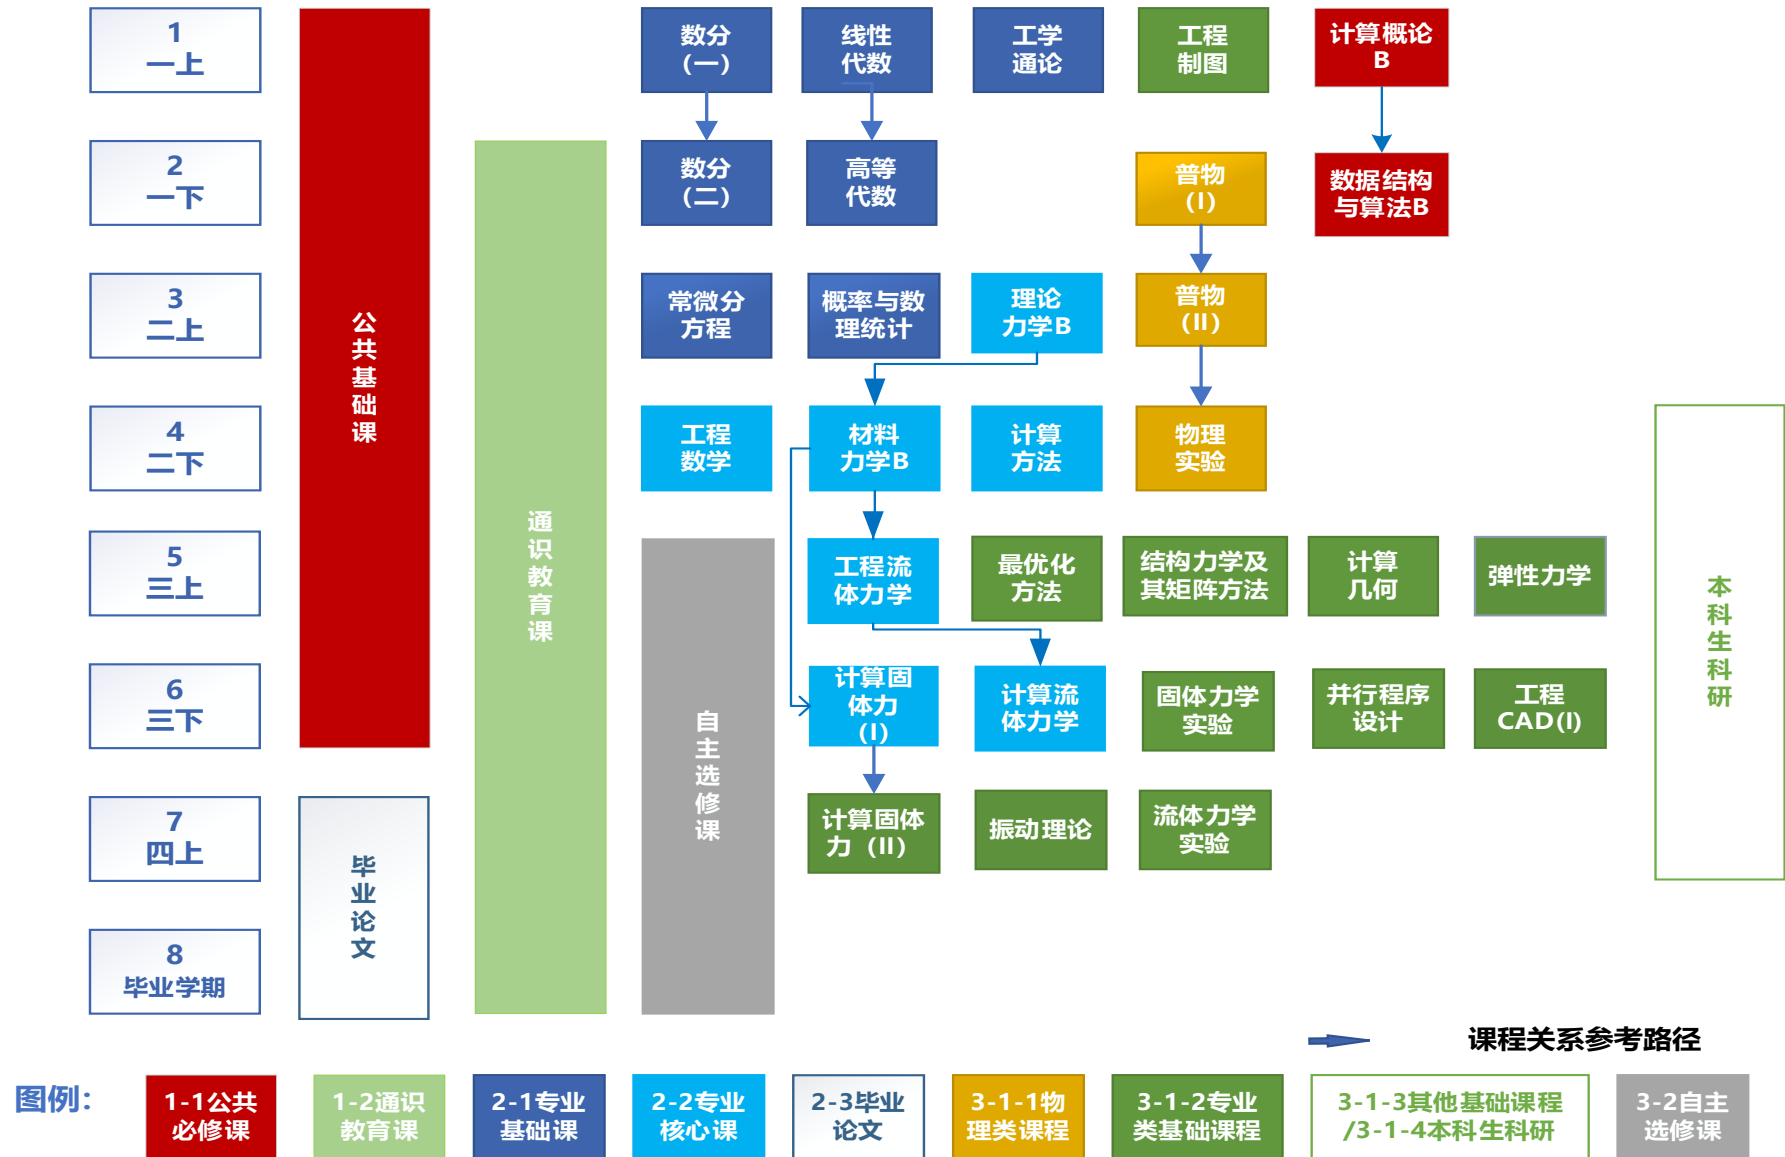 1
一上
数分
（一）
线性
代数
工学
通论
工程
制图
计算概论
B
2
一下
数分
（二）
高等
代数
普物
(I)
数据结构
与算法B
3
二上
常微分
方程
概率与数
理统计
理论
力学B
普物
(II)
公共基础课
4
二下
工程
数学
材料
力学B
计算
方法
物理
实验
通识教育课
5
三上
工程流
体力学
最优化
方法
结构力学及
其矩阵方法
计算
几何
弹性力学
本科生科研
6
三下
计算固
体力
(I)
计算流
体力学
固体力学
实验
并行程序
设计
工程
CAD(I)
自主选修课
7
四上
计算固体
力（II）
振动理论
流体力学
实验
毕业论文
8
毕业学期
课程关系参考路径
图例：
1-1公共
必修课
1-2通识
教育课
2-1专业
基础课
2-2专业
核心课
2-3毕业
论文
3-1-1物
理类课程
3-1-2专业
类基础课程
3-1-3其他基础课程
/3-1-4本科生科研
3-2自主
选修课